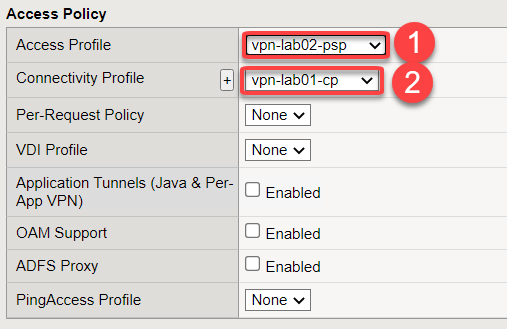 Access Policy
Access Profile vpn-lab02-psp 1
Connectivity Profile + vpn-lab01-cp 2
Per-Request Policy None
VDI Profile None
Application Tunnels (Java & Per-
App VPN) Enabled
OAM Support Enabled
ADFS Proxy Enabled
PingAccess Profile None